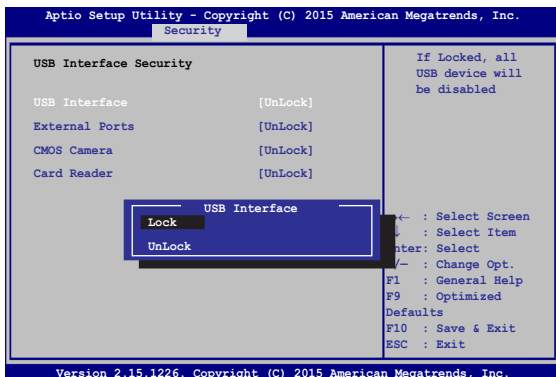 Aptio Setup Utility - Copyright (C) 2015 American Megatrends, Inc.
Security
USB Interface Security
USB Interface [UnLock]
External Ports [UnLock]
CMOS Camera [UnLock]
Card Reader [UnLock]
If Locked, all
USB device will
be disabled
USB Interface
Lock
UnLock
← : Select Screen
↓ : Select Item
nter: Select
/— : Change Opt.
F1 : General Help
F9 : Optimized
Defaults
F10 : Save & Exit
ESC : Exit
Version 2.15.1226. Copyright (C) 2015 American Megatrends, Inc.